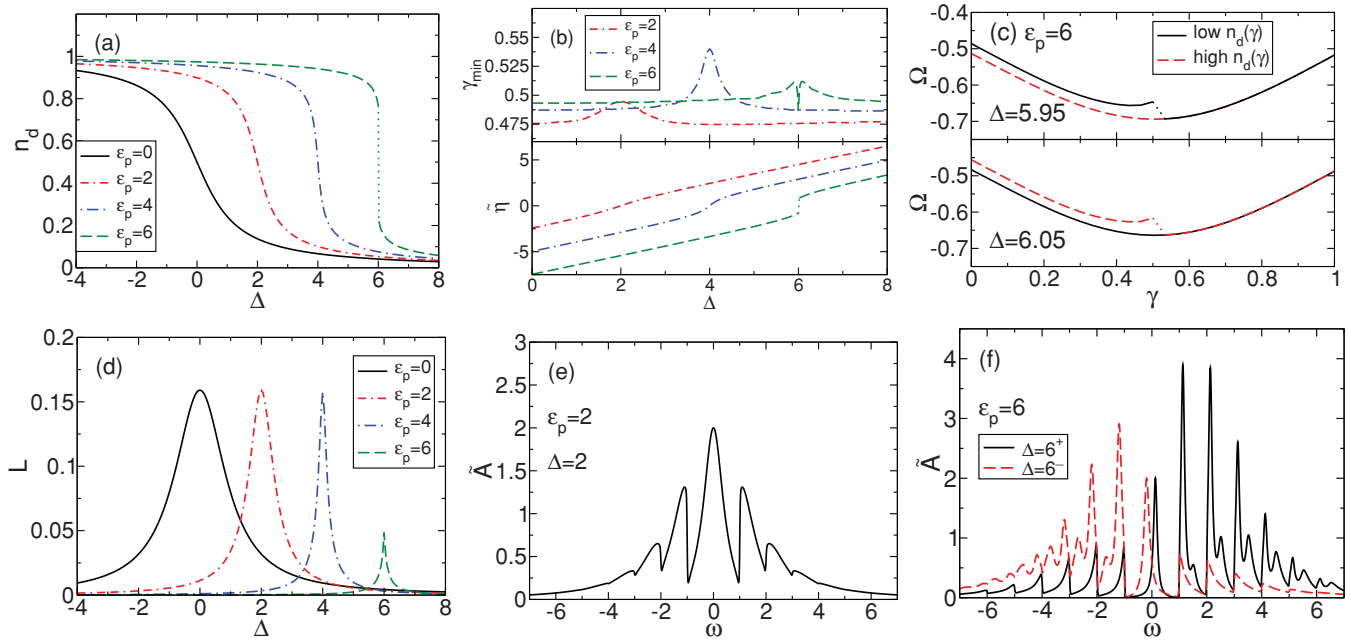 (a)
n_d
1
0.8
0.6
0.4
0.2
0
ε_p=0
ε_p=2
ε_p=4
ε_p=6
-4 -2 0 2 4 6 8
Δ
(b)
γ_min
0.55
0.525
0.5
0.475
ε_p=2
ε_p=4
ε_p=6
η̃
5
0
-5
0 2 4 6 8
Δ
(c) ε_p=6
low n_d(γ)
high n_d(γ)
Ω
-0.4
-0.5
-0.6
-0.7
Δ=5.95
Ω
-0.5
-0.6
-0.7
Δ=6.05
0 0.2 0.4 0.6 0.8 1
γ
(d)
L
0.2
0.15
0.1
0.05
0
ε_p=0
ε_p=2
ε_p=4
ε_p=6
-4 -2 0 2 4 6 8
Δ
(e)
Ã
3
2.5
2
1.5
1
0.5
0
ε_p=2
Δ=2
-6 -4 -2 0 2 4 6
ω
(f)
Ã
4
3
2
1
0
ε_p=6
Δ=6⁺
Δ=6⁻
-6 -4 -2 0 2 4 6
ω